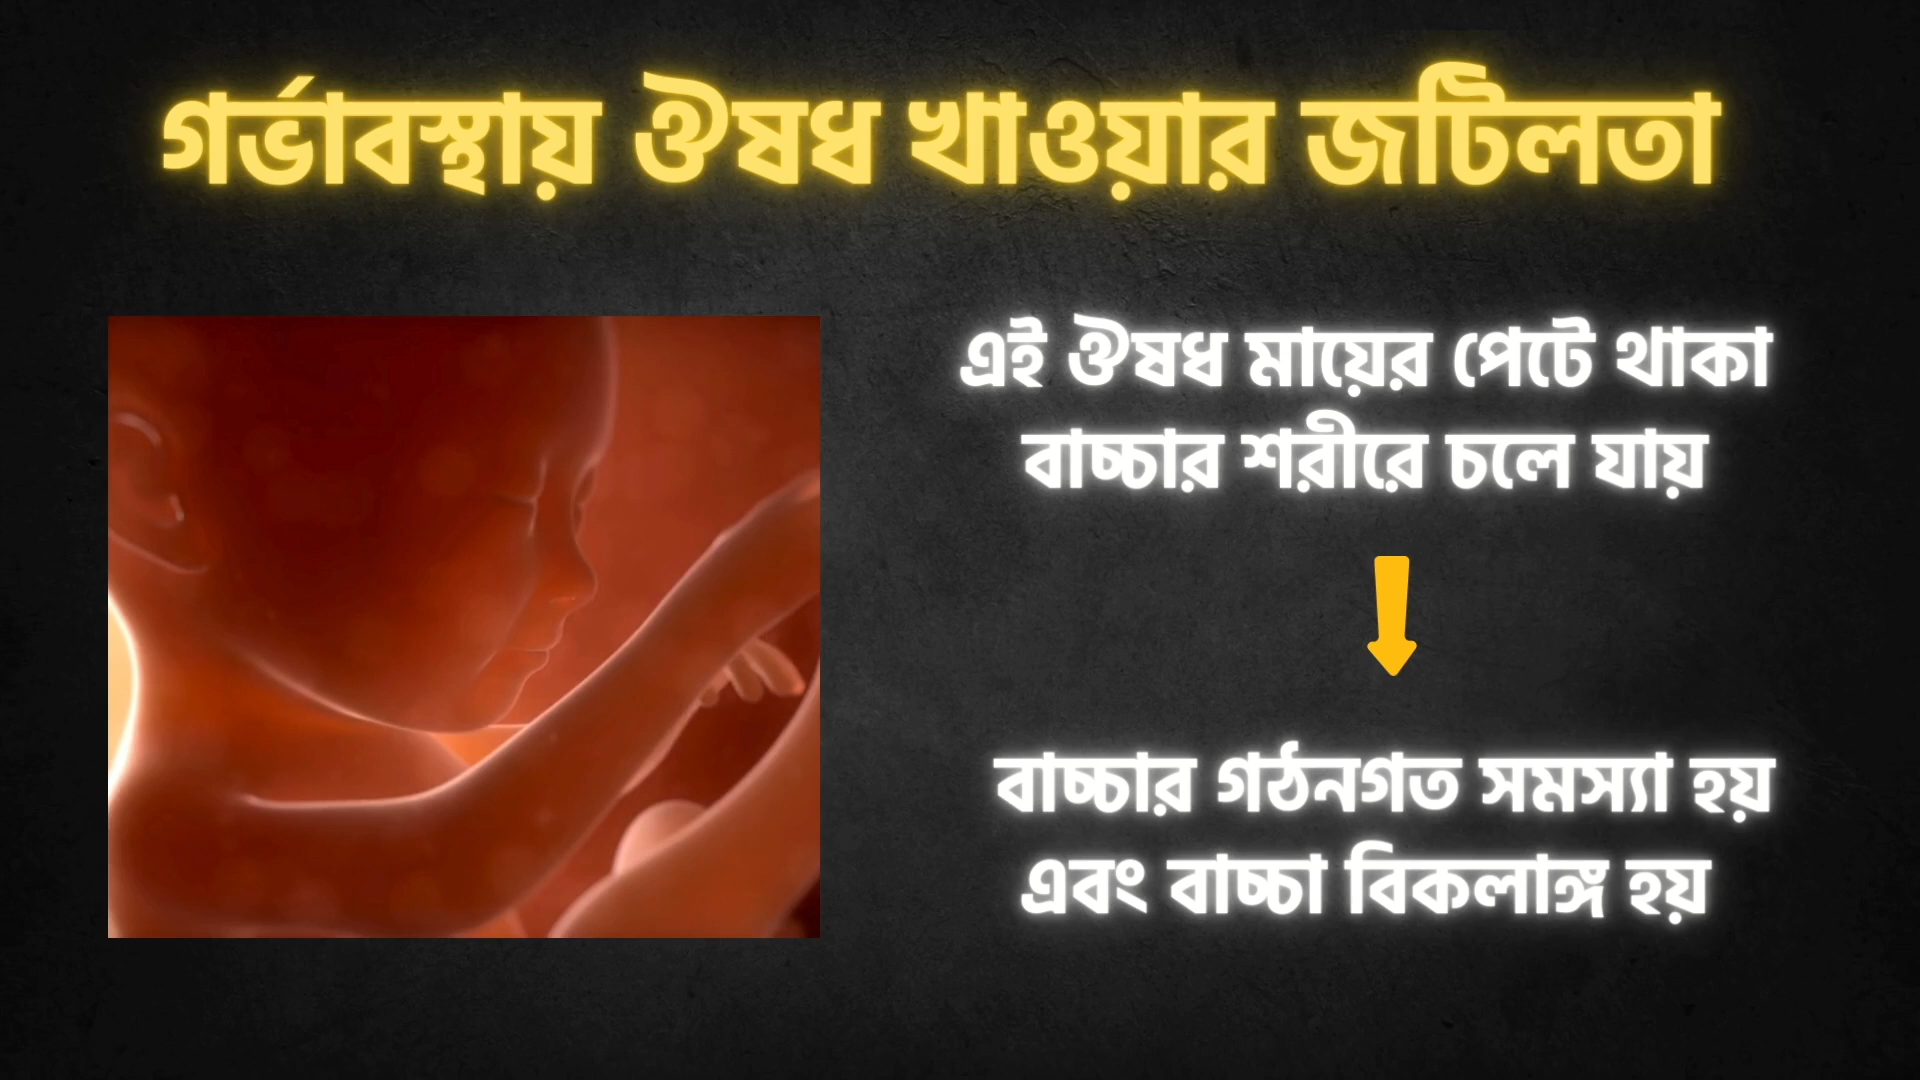 গর্ভাবস্থায় ঔষধ খাওয়ার জটিলতা
এই ঔষধ মায়ের পেটে থাকা
বাচ্চার শরীরে চলে যায়
বাচ্চার গঠনগত সমস্যা হয়
এবং বাচ্চা বিকলাঙ্গ হয়